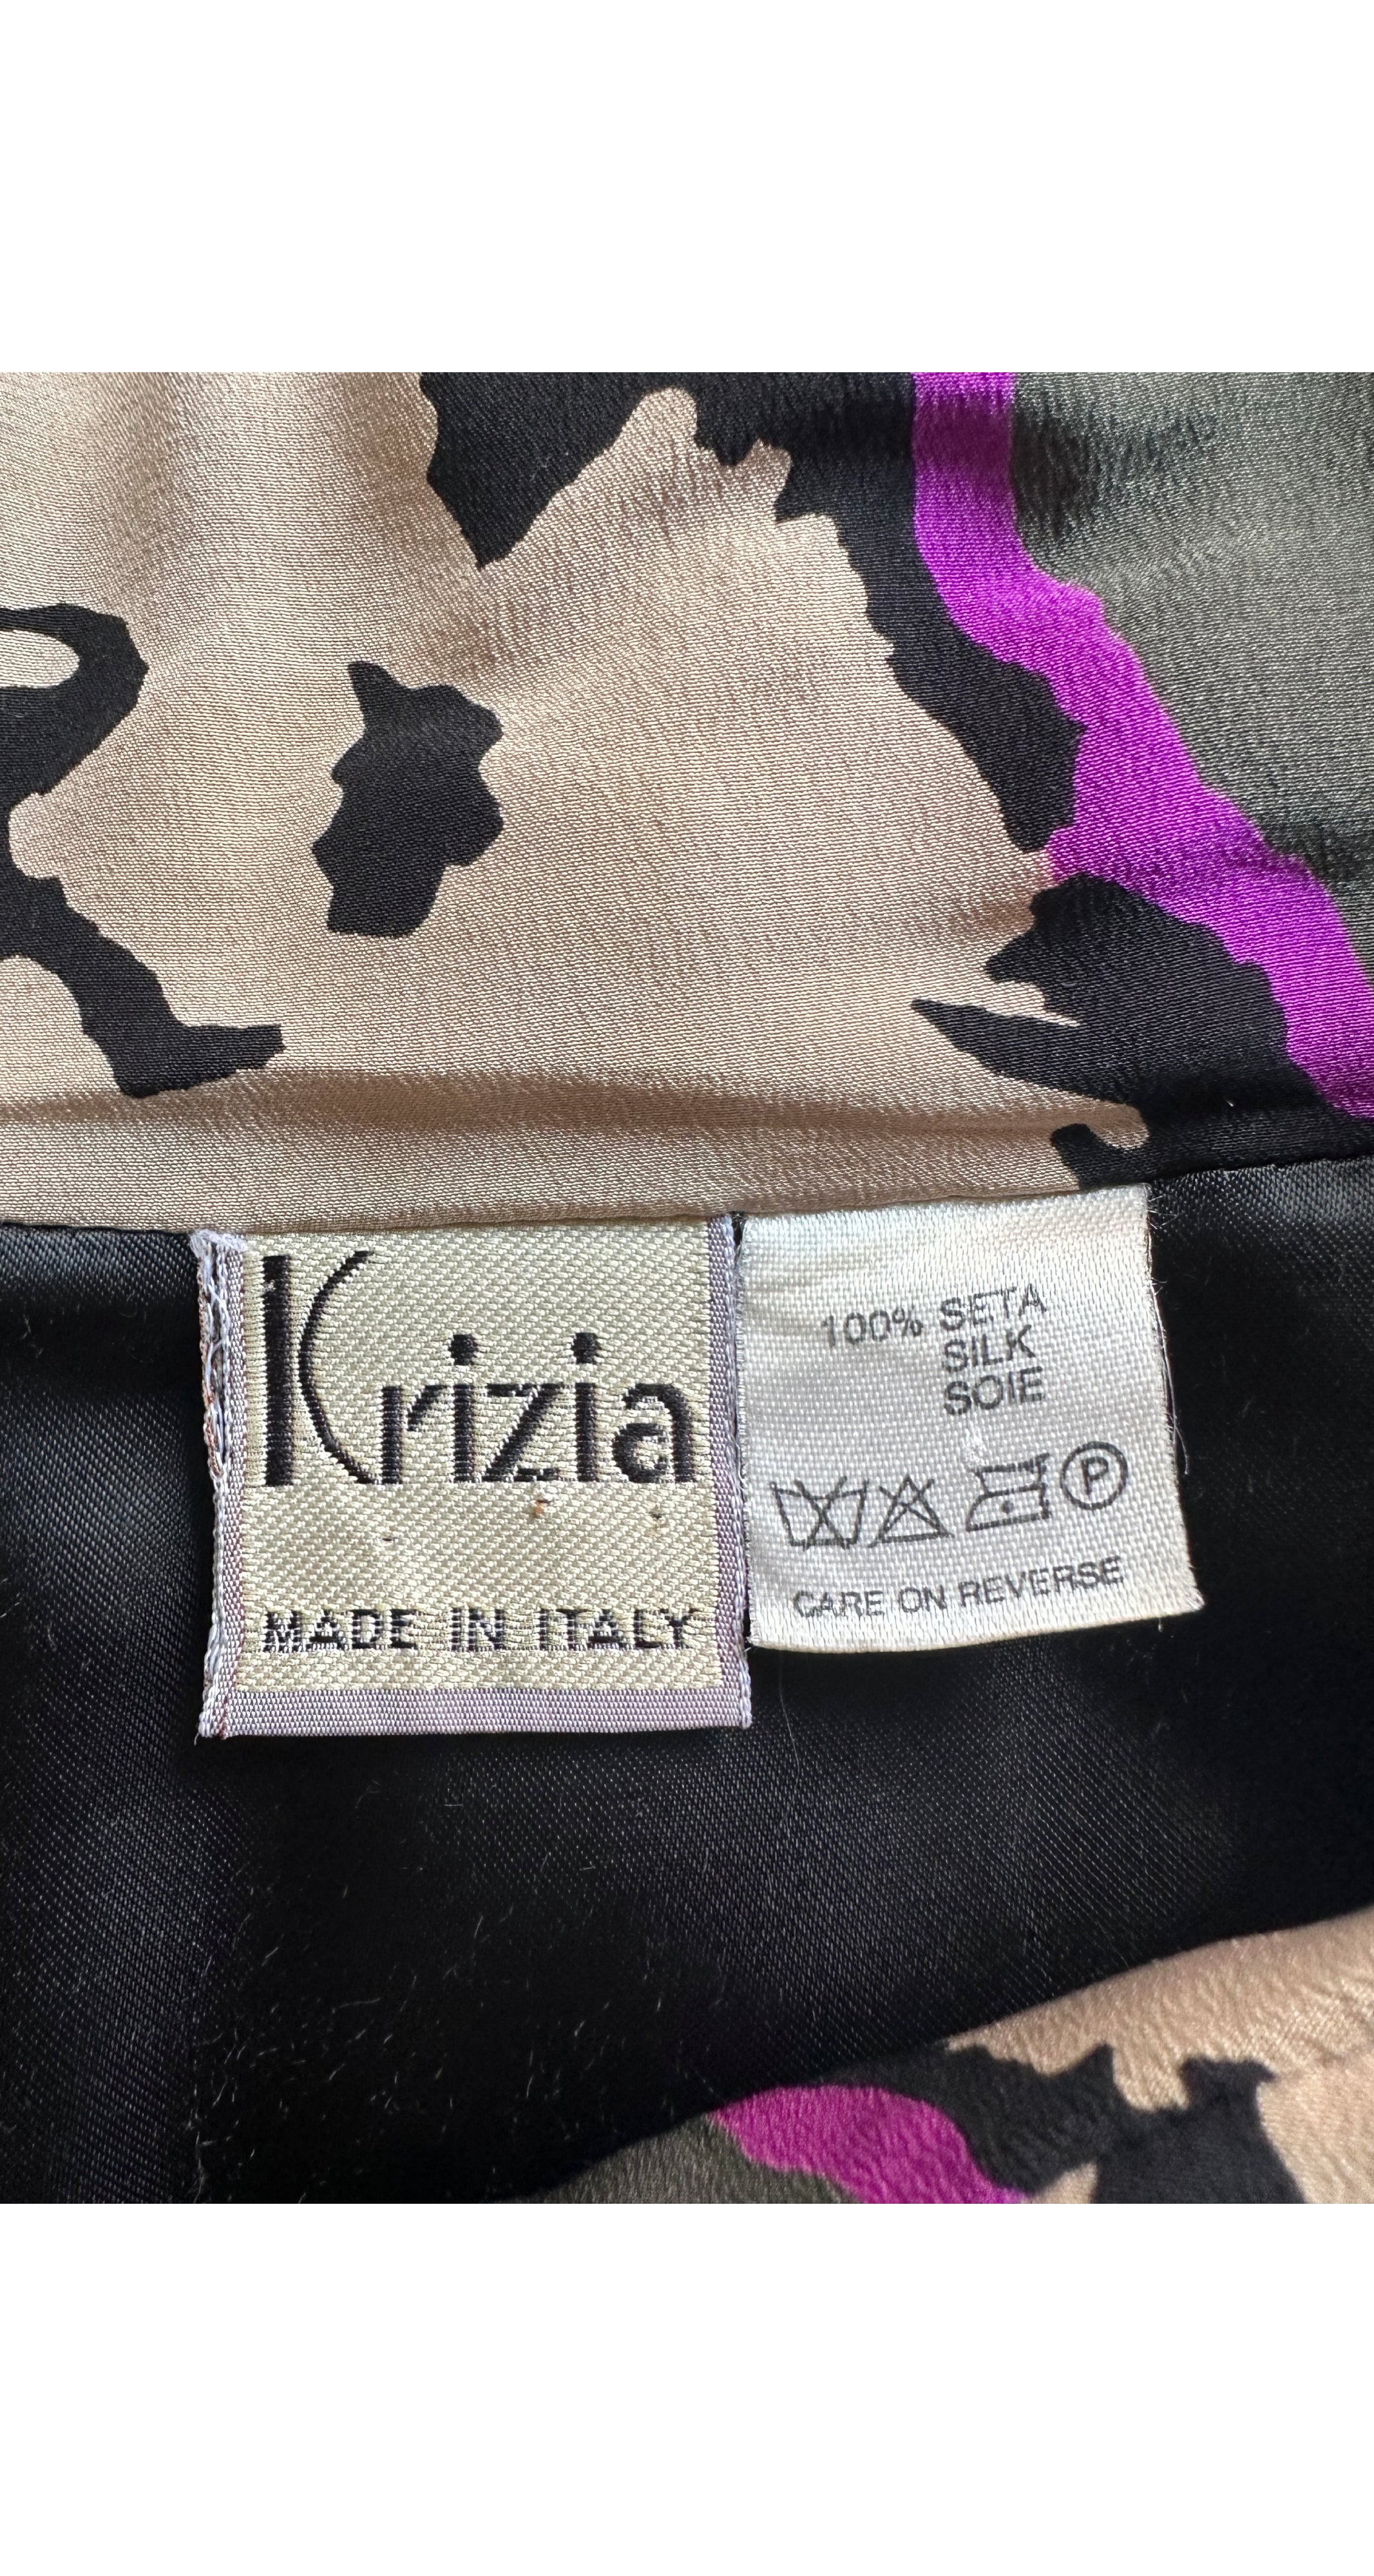 Krizia
MADE IN ITALY
100% SETA
SILK
SOIE
P
CARE ON REVERSE